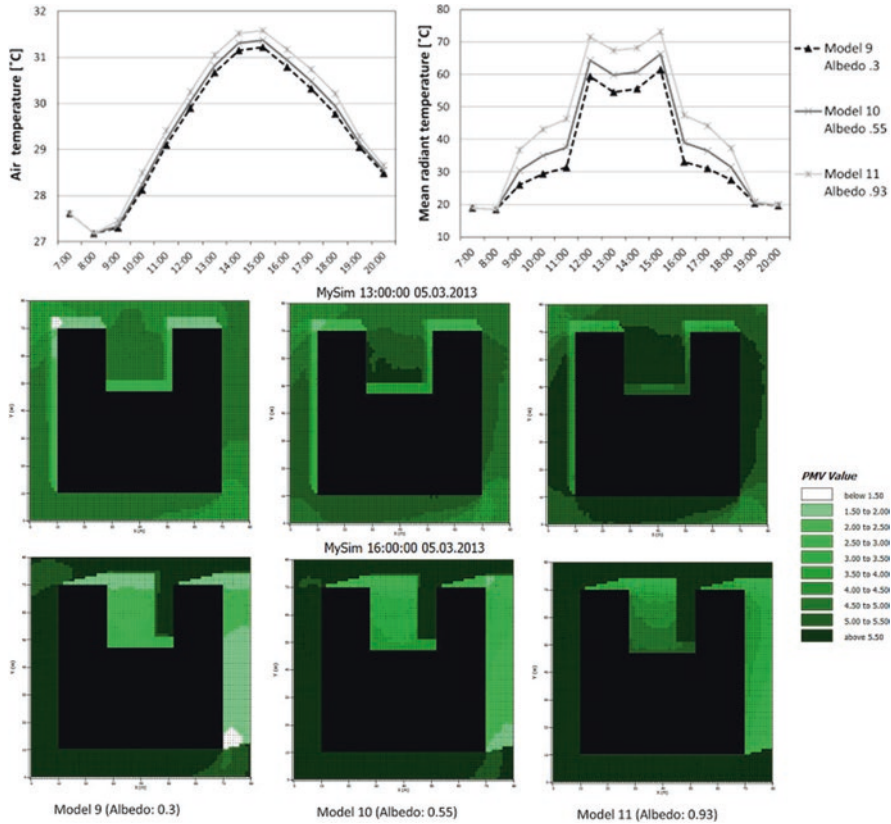 Air temperature [˚C]
32
31
30
29
28
27
7:00
8:00
9:00
10:00
11:00
12:00
13:00
14:00
15:00
16:00
17:00
18:00
19:00
20:00
Mean radiant temperature [˚C]
80
70
60
50
40
30
20
10
7:00
8:00
9:00
10:00
11:00
12:00
13:00
14:00
15:00
16:00
17:00
18:00
19:00
20:00
Model 9
Albedo .3
Model 10
Albedo .55
Model 11
Albedo .93
MySim 13:00:00 05.03.2013
MySim 16:00:00 05.03.2013
PMV Value
below 1.50
1.50 to 2.000
2.00 to 2.500
2.50 to 3.000
3.00 to 3.500
3.50 to 4.000
4.00 to 4.500
4.50 to 5.000
5.00 to 5.500
above 5.50
Model 9 (Albedo: 0.3)
Model 10 (Albedo: 0.55)
Model 11 (Albedo: 0.93)